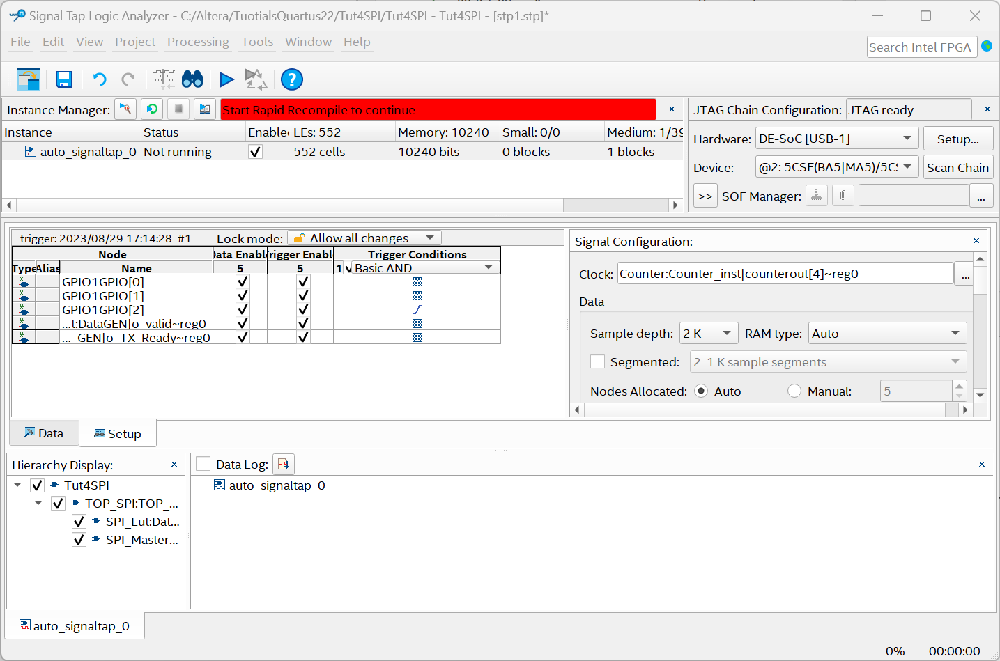 Signal Tap Logic Analyzer - C:/Altera/TuotialsQuartus22/Tut4SPI/Tut4SPI - Tut4SPI - [stp1.stp]*
File Edit View Project Processing Tools Window Help
Search Intel FPGA
Instance Manager: Start Rapid Recompile to continue
Instance Status Enabled LEs: 552 Memory: 10240 Small: 0/0 Medium: 1/39
auto_signaltap_0 Not running 552 cells 10240 bits 0 blocks 1 blocks
JTAG Chain Configuration: JTAG ready
Hardware: DE-SoC [USB-1] Setup...
Device: @2: 5CSE(BA5|MA5)/5CS Scan Chain
>> SOF Manager: ...
trigger: 2023/08/29 17:14:28 #1 Lock mode: Allow all changes
Node Data Enable Trigger Enable Trigger Conditions
Type Alias Name 5 5 1 Basic AND
GPIO1GPIO[0]
GPIO1GPIO[1]
GPIO1GPIO[2]
...t:DataGEN|o_valid~reg0
..._GEN|o_TX_Ready~reg0
Signal Configuration:
Clock: Counter:Counter_inst|counterout[4]~reg0 ...
Data
Sample depth: 2 K RAM type: Auto
Segmented: 2 1 K sample segments
Nodes Allocated: Auto Manual: 5
Data Setup
Hierarchy Display:
Tut4SPI
TOP_SPI:TOP_...
SPI_Lut:Dat...
SPI_Master...
Data Log:
auto_signaltap_0
auto_signaltap_0
0% 00:00:00